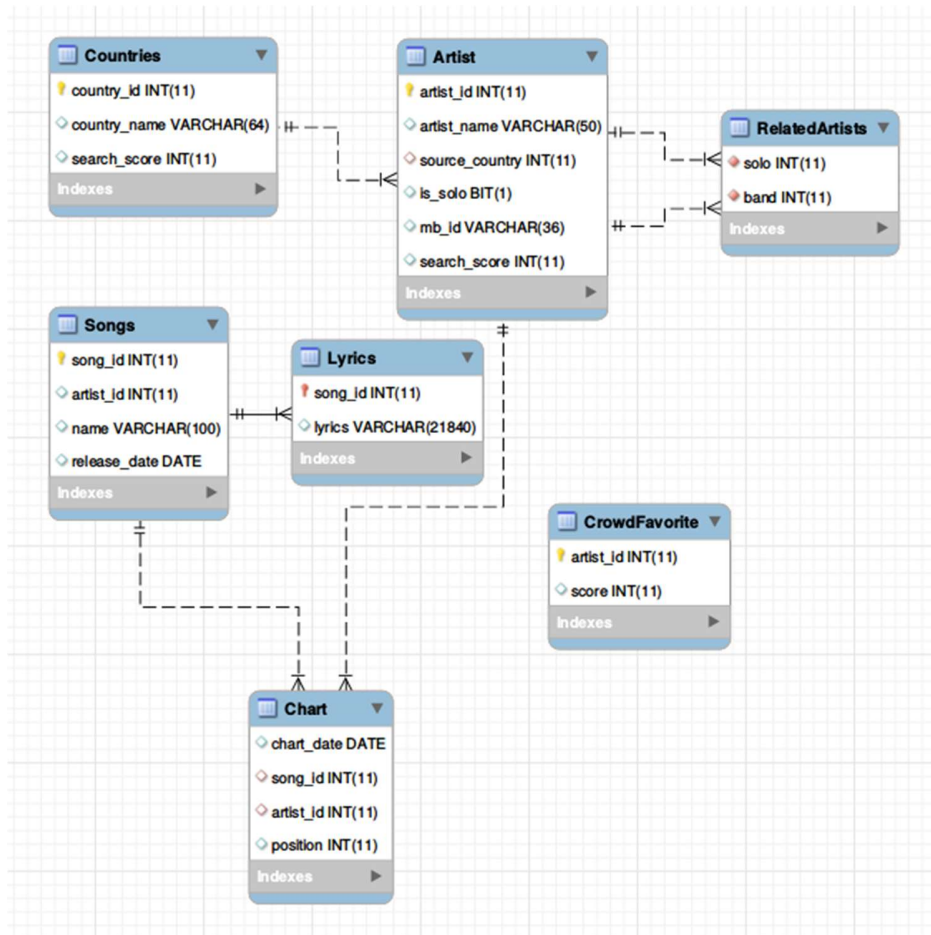 Countries
country_id INT(11)
country_name VARCHAR(64)
search_score INT(11)
Indexes
Artist
artist_id INT(11)
artist_name VARCHAR(50)
source_country INT(11)
is_solo BIT(1)
mb_id VARCHAR(36)
search_score INT(11)
Indexes
RelatedArtists
solo INT(11)
band INT(11)
Indexes
Songs
song_id INT(11)
artist_id INT(11)
name VARCHAR(100)
release_date DATE
Indexes
Lyrics
song_id INT(11)
lyrics VARCHAR(21840)
Indexes
CrowdFavorite
artist_id INT(11)
score INT(11)
Indexes
Chart
chart_date DATE
song_id INT(11)
artist_id INT(11)
position INT(11)
Indexes